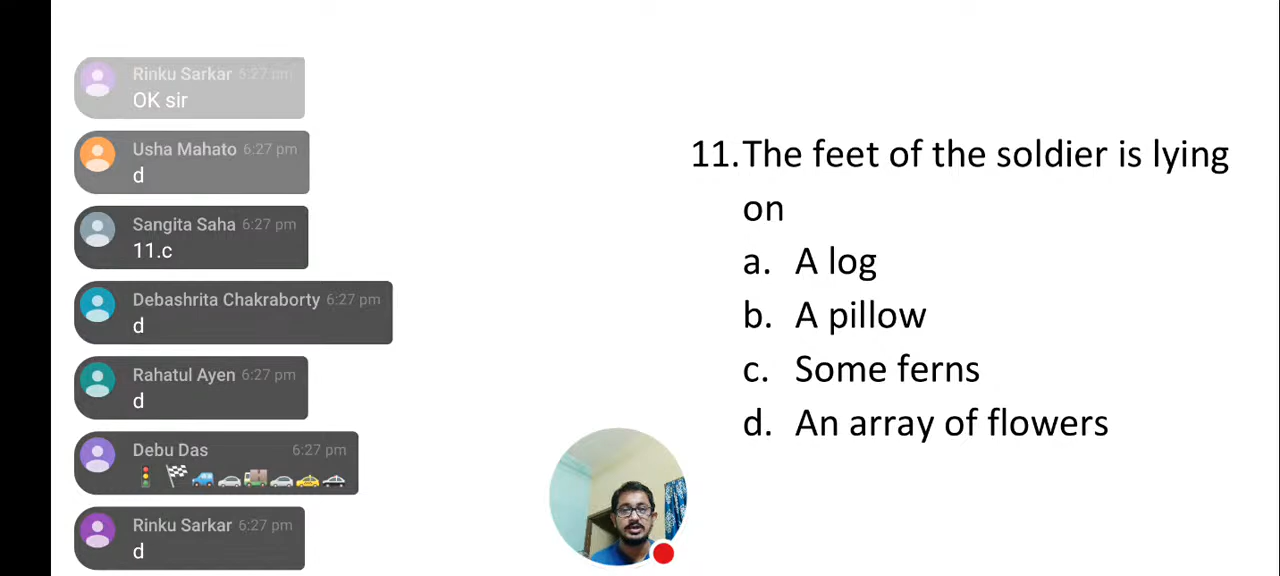 Rinku Sarkar 6:27 pm
OK sir
Usha Mahato 6:27 pm
d
Sangita Saha 6:27 pm
11.c
Debashrita Chakraborty 6:27 pm
d
Rahatul Ayen 6:27 pm
d
Debu Das 6:27 pm
🚦 🏁🚙🚗🚚🚗🚕🚓
Rinku Sarkar 6:27 pm
d
11. The feet of the soldier is lying
on
a. A log
b. A pillow
c. Some ferns
d. An array of flowers